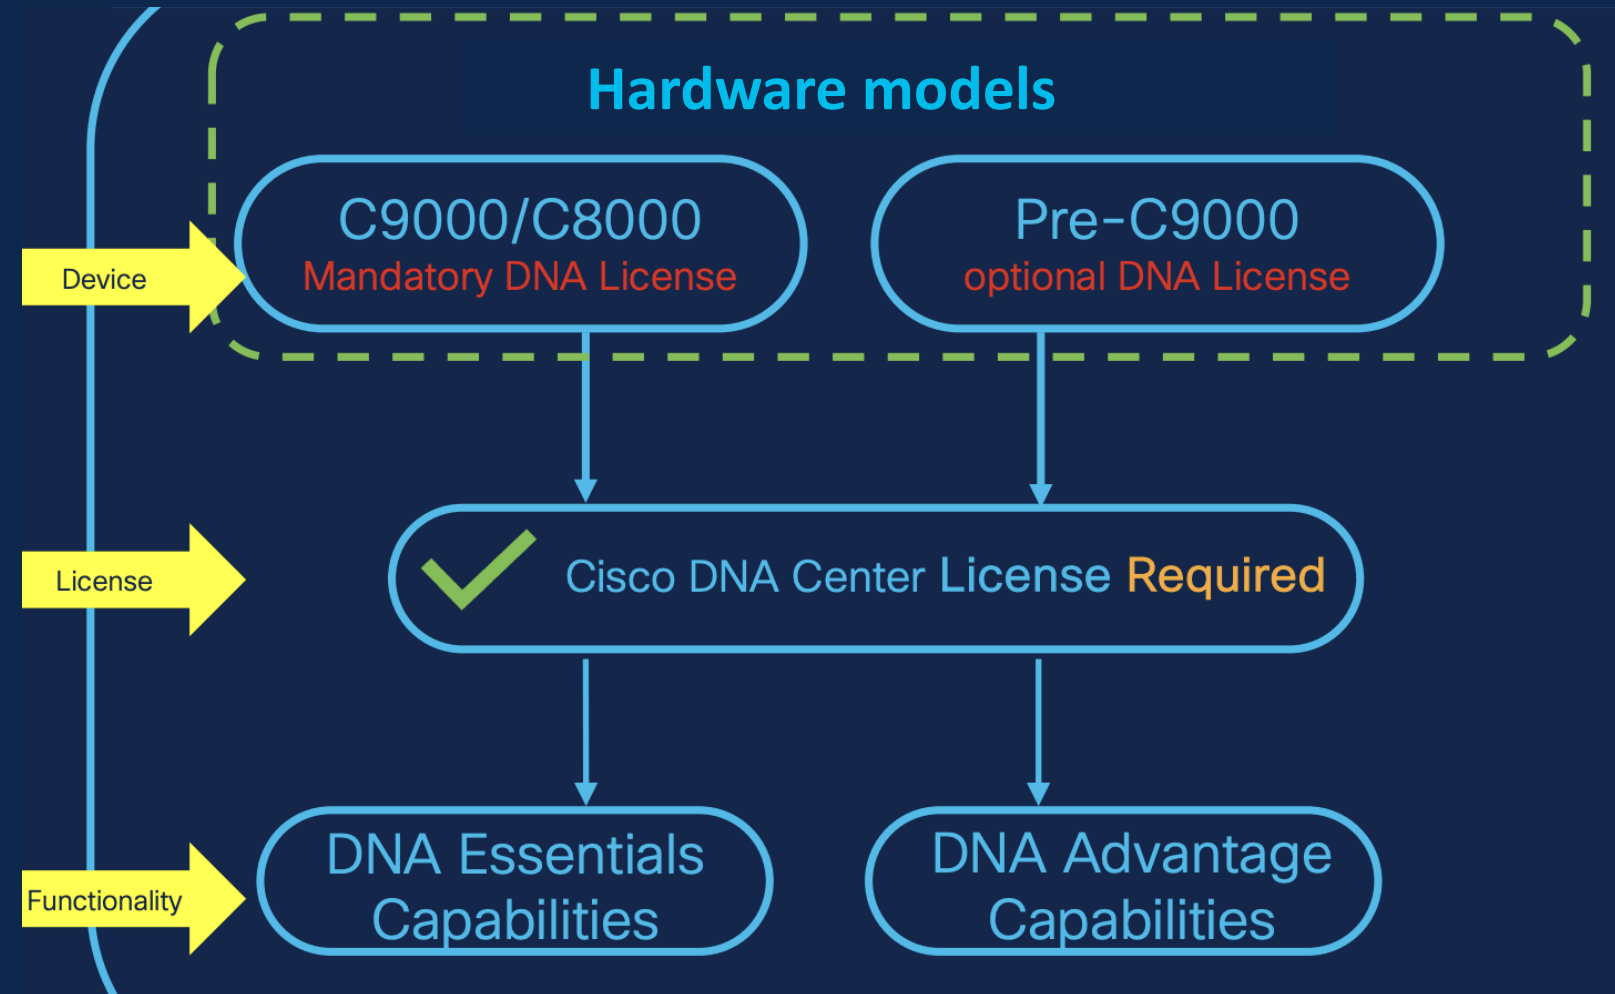 Hardware models
C9000/C8000
Mandatory DNA License
Pre-C9000
optional DNA License
Device
Cisco DNA Center License Required
License
DNA Essentials
Capabilities
DNA Advantage
Capabilities
Functionality